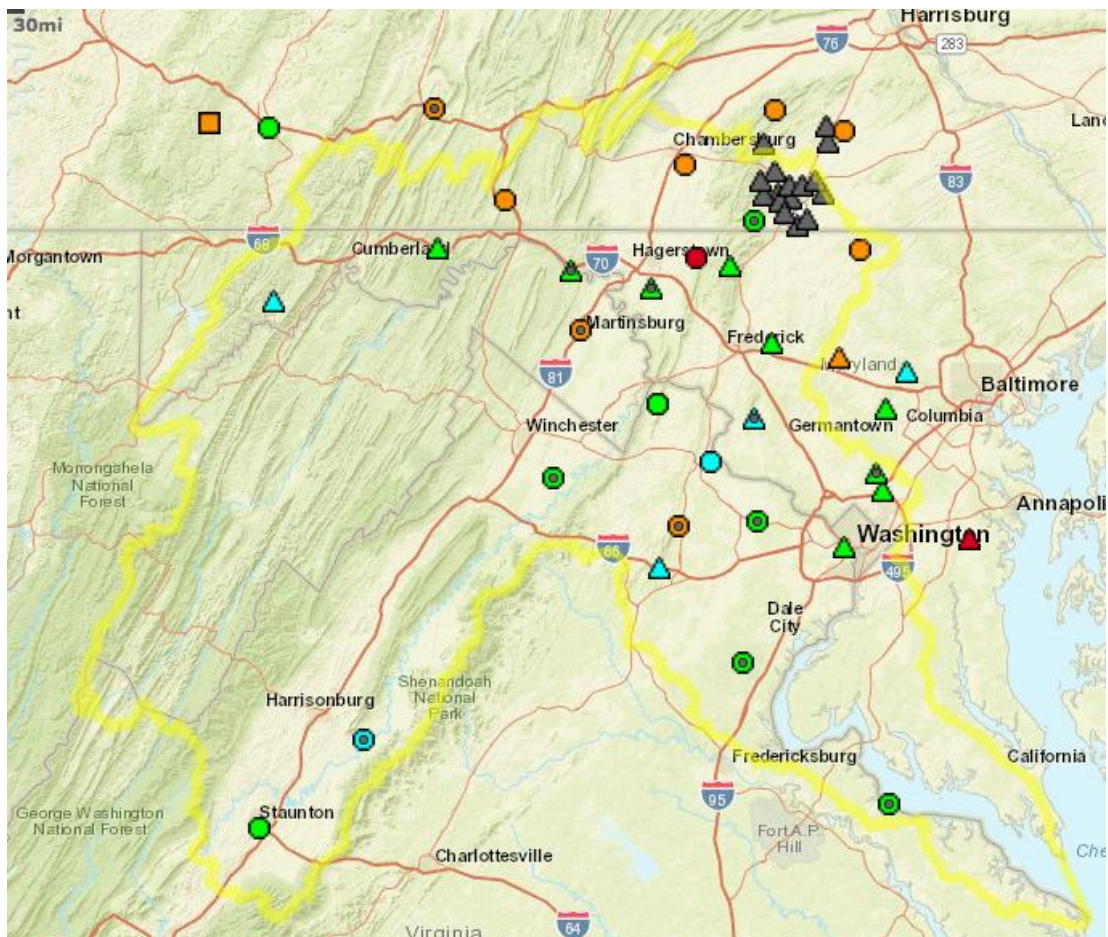 30mi
Harrisburg
76
283
Chambersburg
Lanc
83
68
Morgantown
Cumberland
70
Hagerstown
nt
Martinsburg
Frederick
Maryland
81
Baltimore
Columbia
Winchester
Germantown
Monongahela
National
Forest
Annapoli
Washington
66
495
Dale
City
Shenandoah
National
Park
Harrisonburg
Fredericksburg
California
95
George Washington
National Forest
Staunton
Fort A.P.
Hill
Charlottesville
Che
64
Virginia